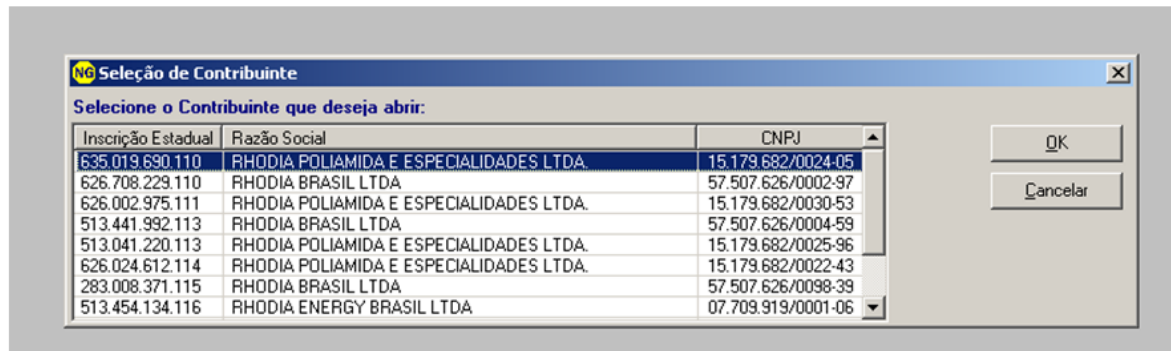 NG Seleção de Contribuinte
Selecione o Contribuinte que deseja abrir:
Inscrição Estadual Razão Social CNPJ
635.019.690.110 RHODIA POLIAMIDA E ESPECIALIDADES LTDA. 15.179.682/0024-05
626.708.229.110 RHODIA BRASIL LTDA 57.507.626/0002-97
626.002.975.111 RHODIA POLIAMIDA E ESPECIALIDADES LTDA. 15.179.682/0030-53
513.441.992.113 RHODIA BRASIL LTDA 57.507.626/0004-59
513.041.220.113 RHODIA POLIAMIDA E ESPECIALIDADES LTDA. 15.179.682/0025-96
626.024.612.114 RHODIA POLIAMIDA E ESPECIALIDADES LTDA. 15.179.682/0022-43
283.008.371.115 RHODIA BRASIL LTDA 57.507.626/0098-39
513.454.134.116 RHODIA ENERGY BRASIL LTDA 07.709.919/0001-06
OK
Cancelar